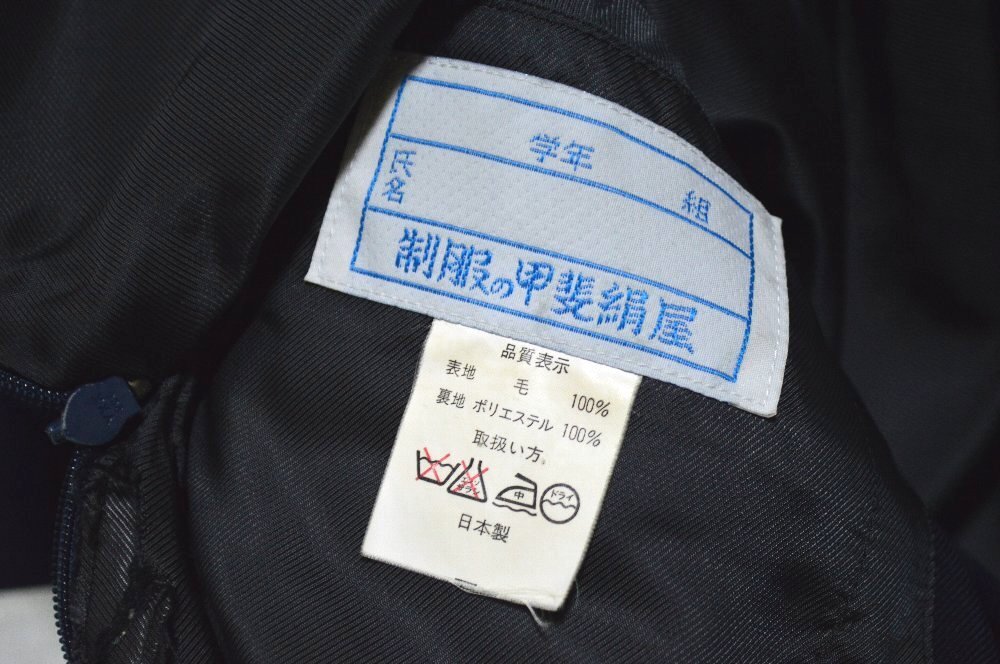 学年 組
氏名
制服の甲斐絹屋
品質表示
表地 毛 100%
裏地 ポリエステル 100%
取扱い方
中 ドライ
日本製